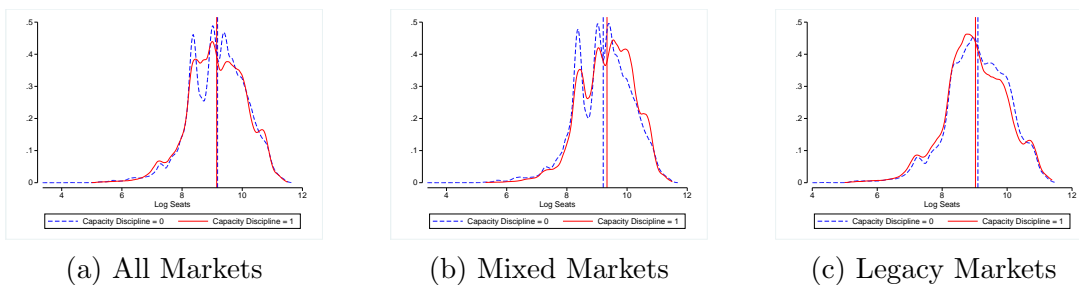 .5
.4
.3
.2
.1
0
4 6 8 10 12
Log Seats
Capacity Discipline = 0 Capacity Discipline = 1
(a) All Markets
.5
.4
.3
.2
.1
0
4 6 8 10 12
Log Seats
Capacity Discipline = 0 Capacity Discipline = 1
(b) Mixed Markets
.5
.4
.3
.2
.1
0
4 6 8 10 12
Log Seats
Capacity Discipline = 0 Capacity Discipline = 1
(c) Legacy Markets